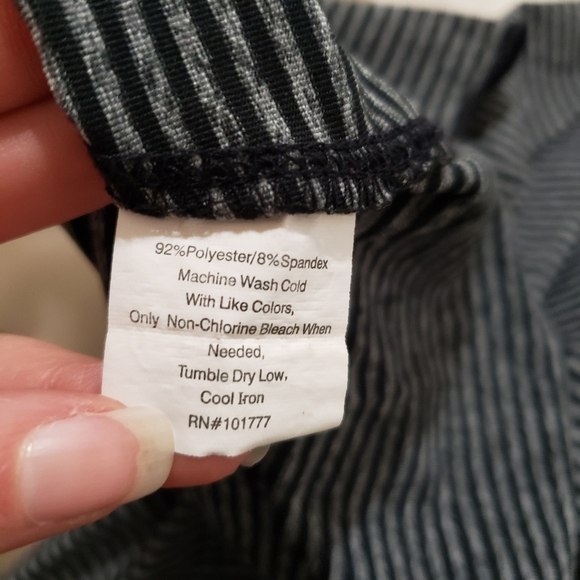 92%Polyester/8%Spandex
Machine Wash Cold
With Like Colors,
Only Non-Chlorine Bleach When
Needed,
Tumble Dry Low,
Cool Iron
RN#101777